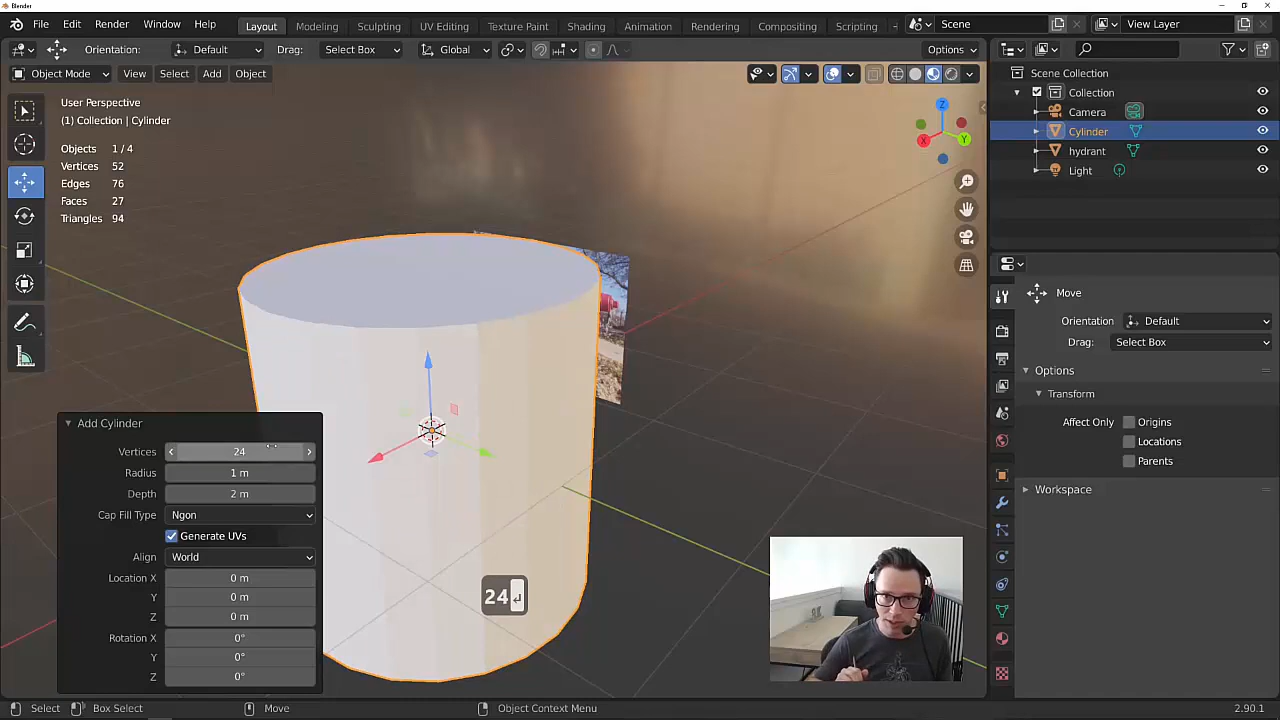 Blender
File Edit Render Window Help
Layout Modeling Sculpting UV Editing Texture Paint Shading Animation Rendering Compositing Scripting
Scene
View Layer
Orientation: Default Drag: Select Box Global Options
Object Mode View Select Add Object
User Perspective
(1) Collection | Cylinder
Objects 1 / 4
Vertices 52
Edges 76
Faces 27
Triangles 94
Z
X
Y
Scene Collection
Collection
Camera
Cylinder
hydrant
Light
Move
Orientation Default
Drag: Select Box
Options
Transform
Affect Only Origins
Locations
Parents
Workspace
Add Cylinder
Vertices 24
Radius 1 m
Depth 2 m
Cap Fill Type Ngon
Generate UVs
Align World
Location X 0 m
Y 0 m
Z 0 m
Rotation X 0°
Y 0°
Z 0°
24
Select Box Select Move Object Context Menu 2.90.1